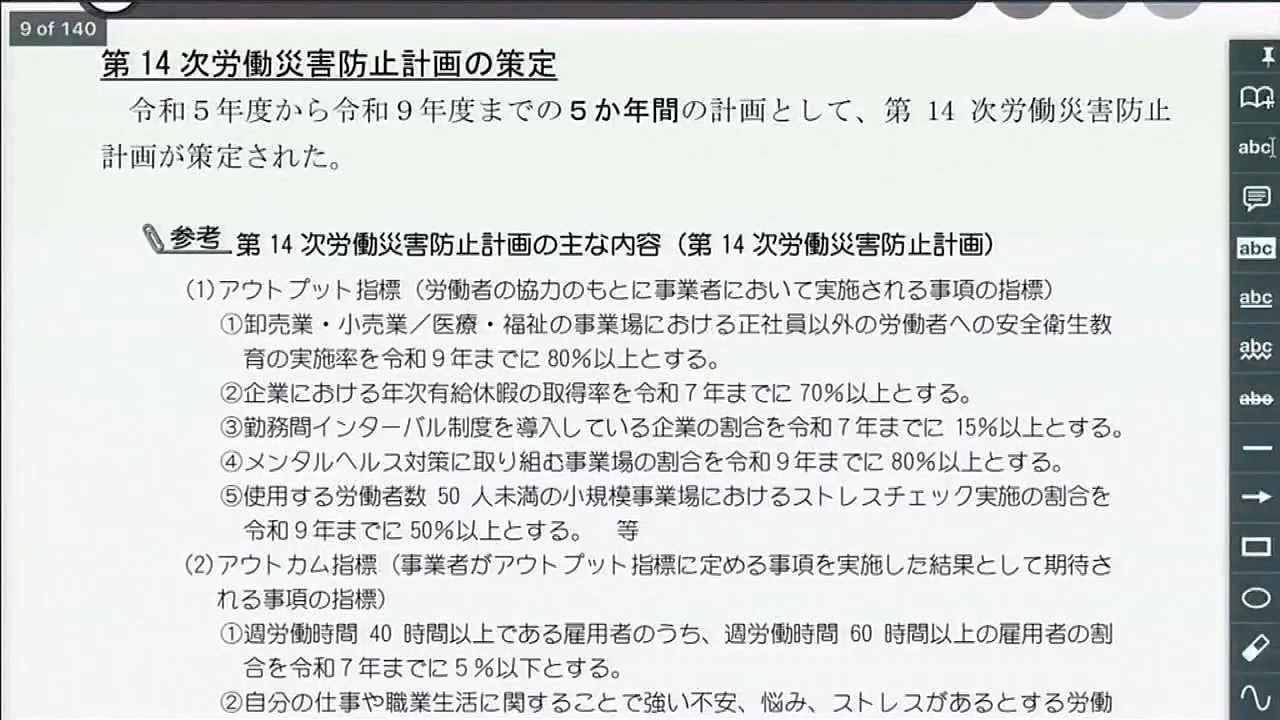 9 of 140
第 14 次労働災害防止計画の策定
令和５年度から令和９年度までの５か年間の計画として、第 14 次労働災害防止
計画が策定された。
参考 第 14 次労働災害防止計画の主な内容（第 14 次労働災害防止計画）
(1)アウトプット指標（労働者の協力のもとに事業者において実施される事項の指標）
①卸売業・小売業／医療・福祉の事業場における正社員以外の労働者への安全衛生教
育の実施率を令和９年までに 80％以上とする。
②企業における年次有給休暇の取得率を令和７年までに 70％以上とする。
③勤務間インターバル制度を導入している企業の割合を令和７年までに 15％以上とする。
④メンタルヘルス対策に取り組む事業場の割合を令和９年までに 80％以上とする。
⑤使用する労働者数 50 人未満の小規模事業場におけるストレスチェック実施の割合を
令和９年までに 50％以上とする。　等
(2)アウトカム指標（事業者がアウトプット指標に定める事項を実施した結果として期待さ
れる事項の指標）
①週労働時間 40 時間以上である雇用者のうち、週労働時間 60 時間以上の雇用者の割
合を令和７年までに５％以下とする。
②自分の仕事や職業生活に関することで強い不安、悩み、ストレスがあるとする労働
abc
abc
abc
abc
abc